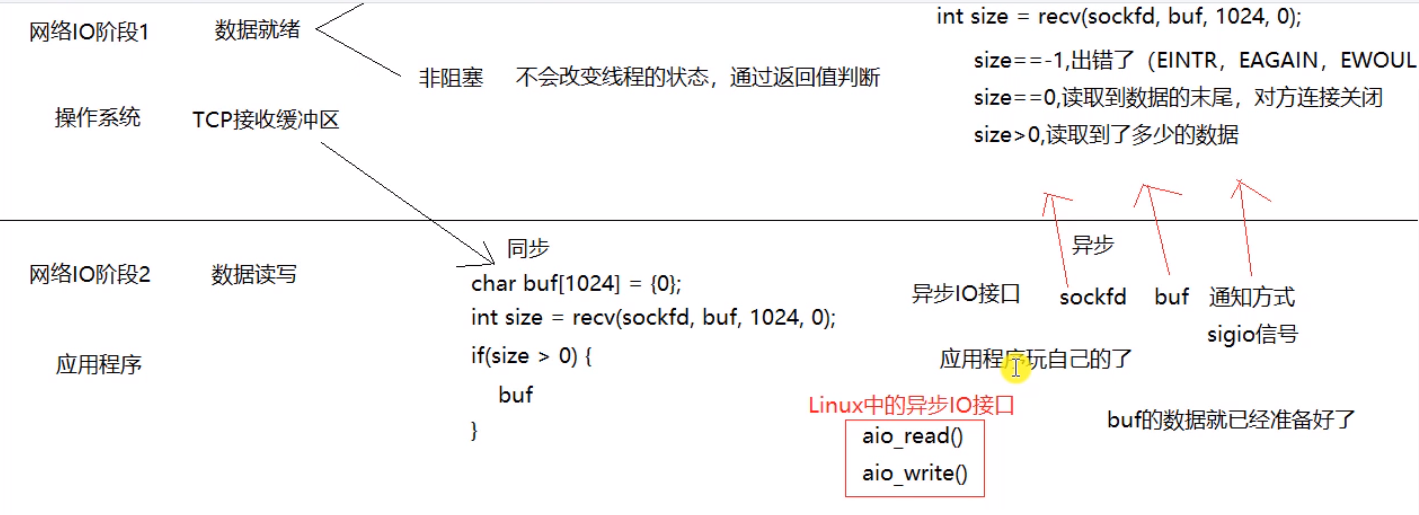 网络IO阶段1
数据就绪
int size = recv(sockfd, buf, 1024, 0);
size==-1,出错了（EINTR，EAGAIN，EWOUL
非阻塞
不会改变线程的状态，通过返回值判断
size==0,读取到数据的末尾，对方连接关闭
操作系统
TCP接收缓冲区
size>0,读取到了多少的数据
网络IO阶段2
数据读写
同步
char buf[1024] = {0};
int size = recv(sockfd, buf, 1024, 0);
if(size > 0) {
buf
}
应用程序
异步
异步IO接口
sockfd
buf
通知方式
sigio信号
应用程序玩自己的了
buf的数据就已经准备好了
Linux中的异步IO接口
aio_read()
aio_write()